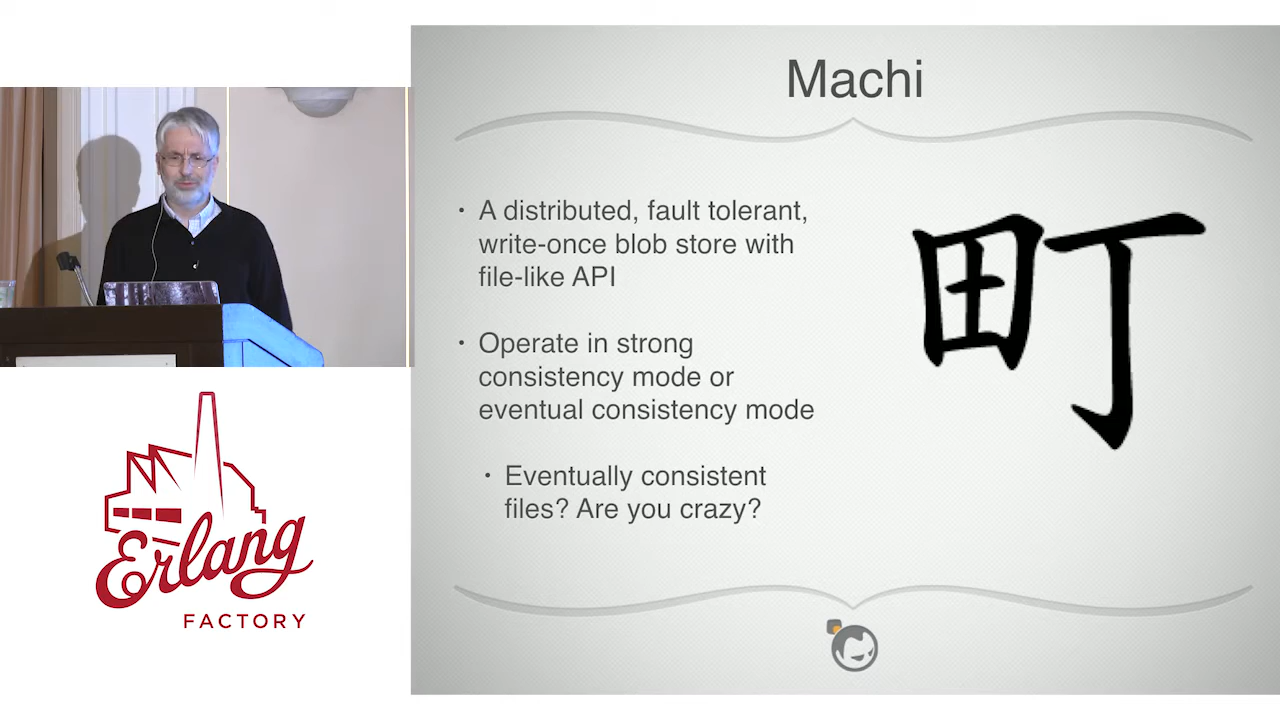 Machi
• A distributed, fault tolerant,
write-once blob store with
file-like API
• Operate in strong
consistency mode or
eventual consistency mode
• Eventually consistent
files? Are you crazy?
町
Erlang
FACTORY